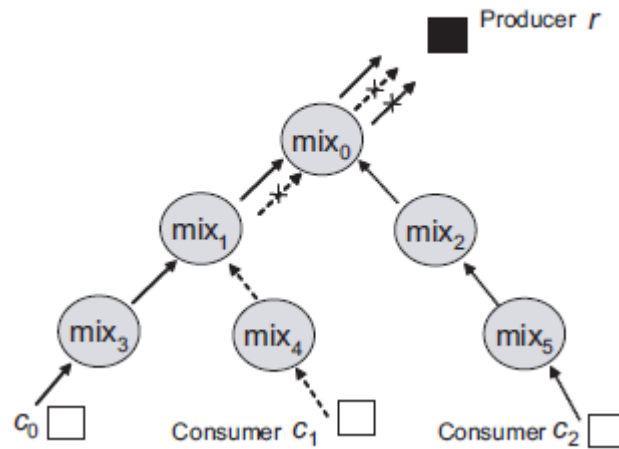 Producer r
mix0
mix1
mix2
mix3
mix4
mix5
c0
Consumer c1
Consumer c2